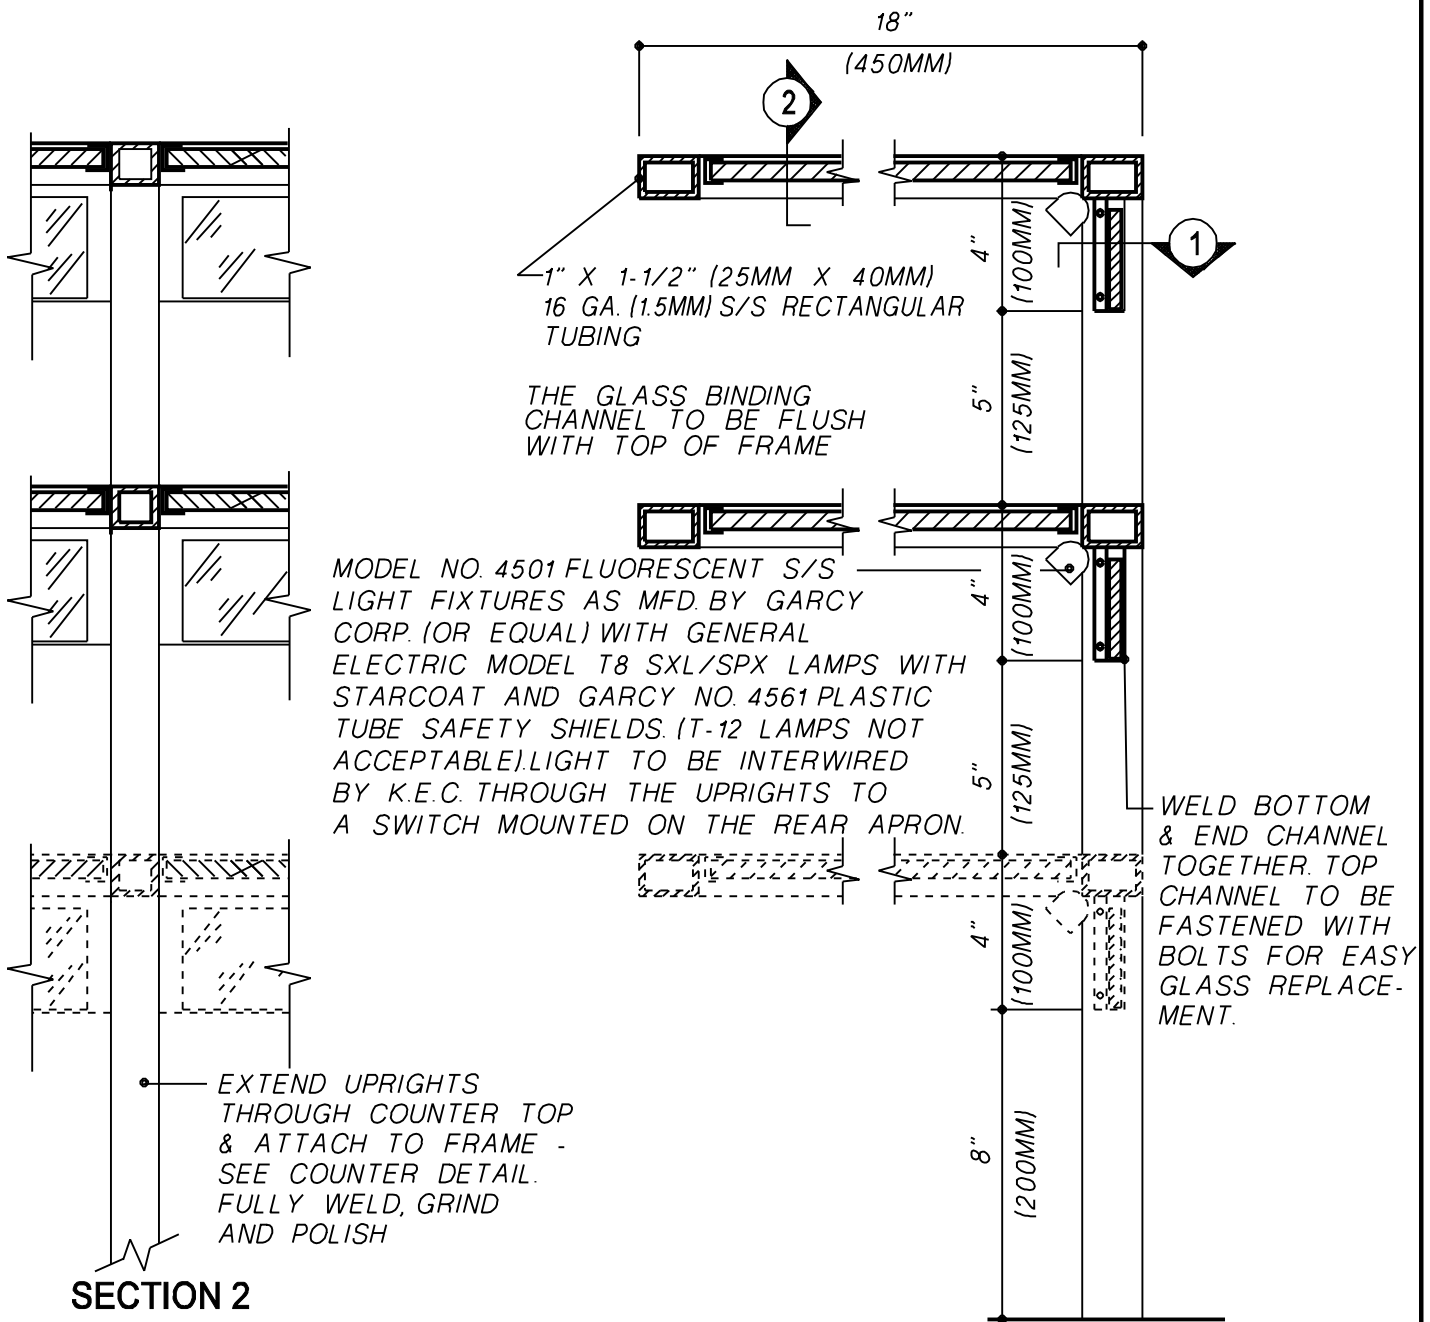 18"
(450MM)
2
1
1" X 1-1/2" (25MM X 40MM)
16 GA. (1.5MM) S/S RECTANGULAR
TUBING
THE GLASS BINDING
CHANNEL TO BE FLUSH
WITH TOP OF FRAME
4"
(100MM)
5"
(125MM)
MODEL NO. 4501 FLUORESCENT S/S
LIGHT FIXTURES AS MFD. BY GARCY
CORP. (OR EQUAL) WITH GENERAL
ELECTRIC MODEL T8 SXL/SPX LAMPS WITH
STARCOAT AND GARCY NO. 4561 PLASTIC
TUBE SAFETY SHIELDS. (T-12 LAMPS NOT
ACCEPTABLE). LIGHT TO BE INTERWIRED
BY K.E.C. THROUGH THE UPRIGHTS TO
A SWITCH MOUNTED ON THE REAR APRON.
4"
(100MM)
5"
(125MM)
WELD BOTTOM
& END CHANNEL
TOGETHER. TOP
CHANNEL TO BE
FASTENED WITH
BOLTS FOR EASY
GLASS REPLACE-
MENT.
4"
(100MM)
8"
(200MM)
EXTEND UPRIGHTS
THROUGH COUNTER TOP
& ATTACH TO FRAME -
SEE COUNTER DETAIL.
FULLY WELD, GRIND
AND POLISH
SECTION 2